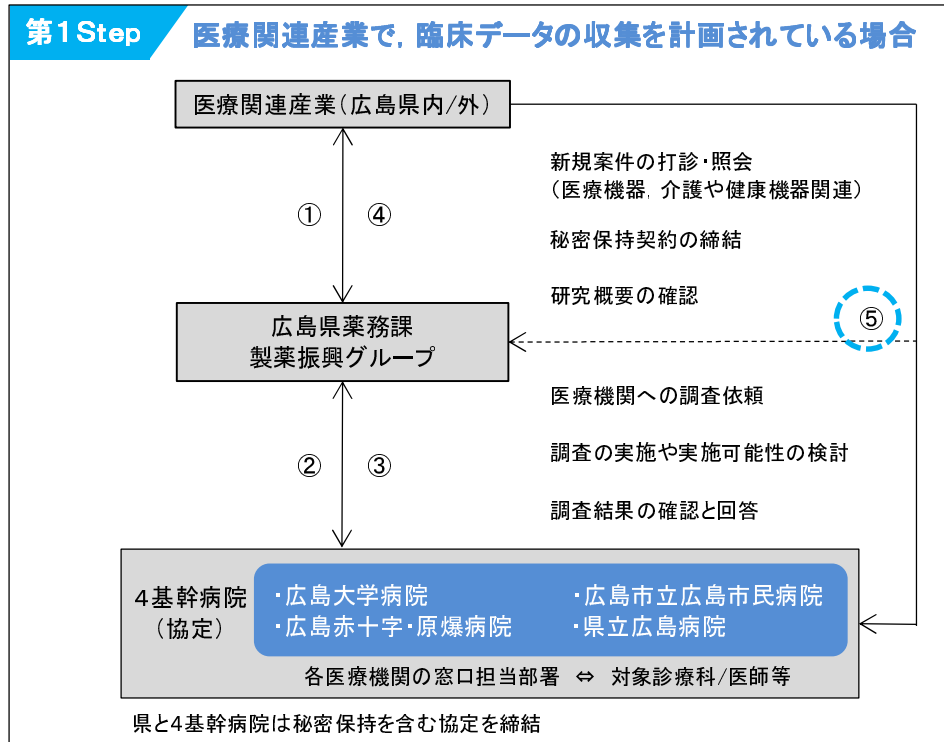 第1Step
医療関連産業で，臨床データの収集を計画されている場合
医療関連産業（広島県内/外）
新規案件の打診・照会
（医療機器，介護や健康機器関連）
① ④
秘密保持契約の締結
研究概要の確認
⑤
広島県薬務課
製薬振興グループ
医療機関への調査依頼
② ③
調査の実施や実施可能性の検討
調査結果の確認と回答
4基幹病院
（協定）
・広島大学病院
・広島市立広島市民病院
・広島赤十字・原爆病院
・県立広島病院
各医療機関の窓口担当部署 ⇔ 対象診療科/医師等
県と4基幹病院は秘密保持を含む協定を締結